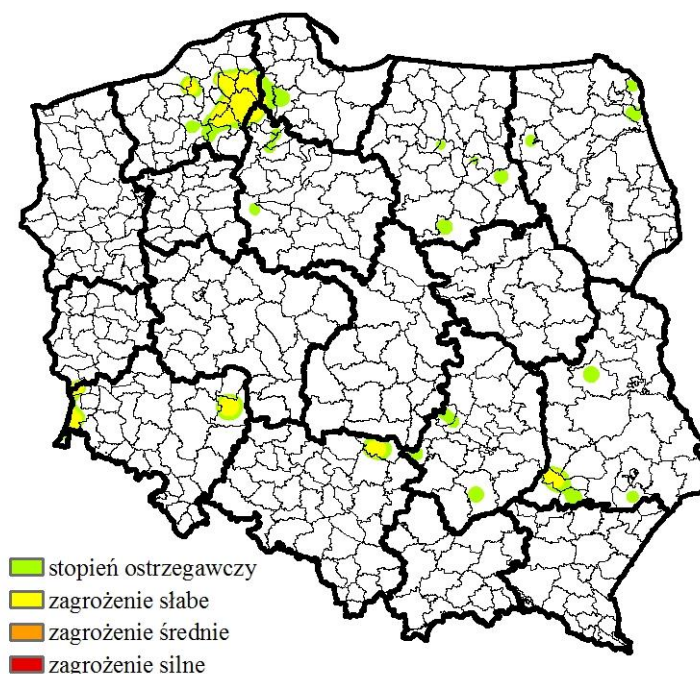 stopień ostrzegawczy
zagrożenie słabe
zagrożenie średnie
zagrożenie silne